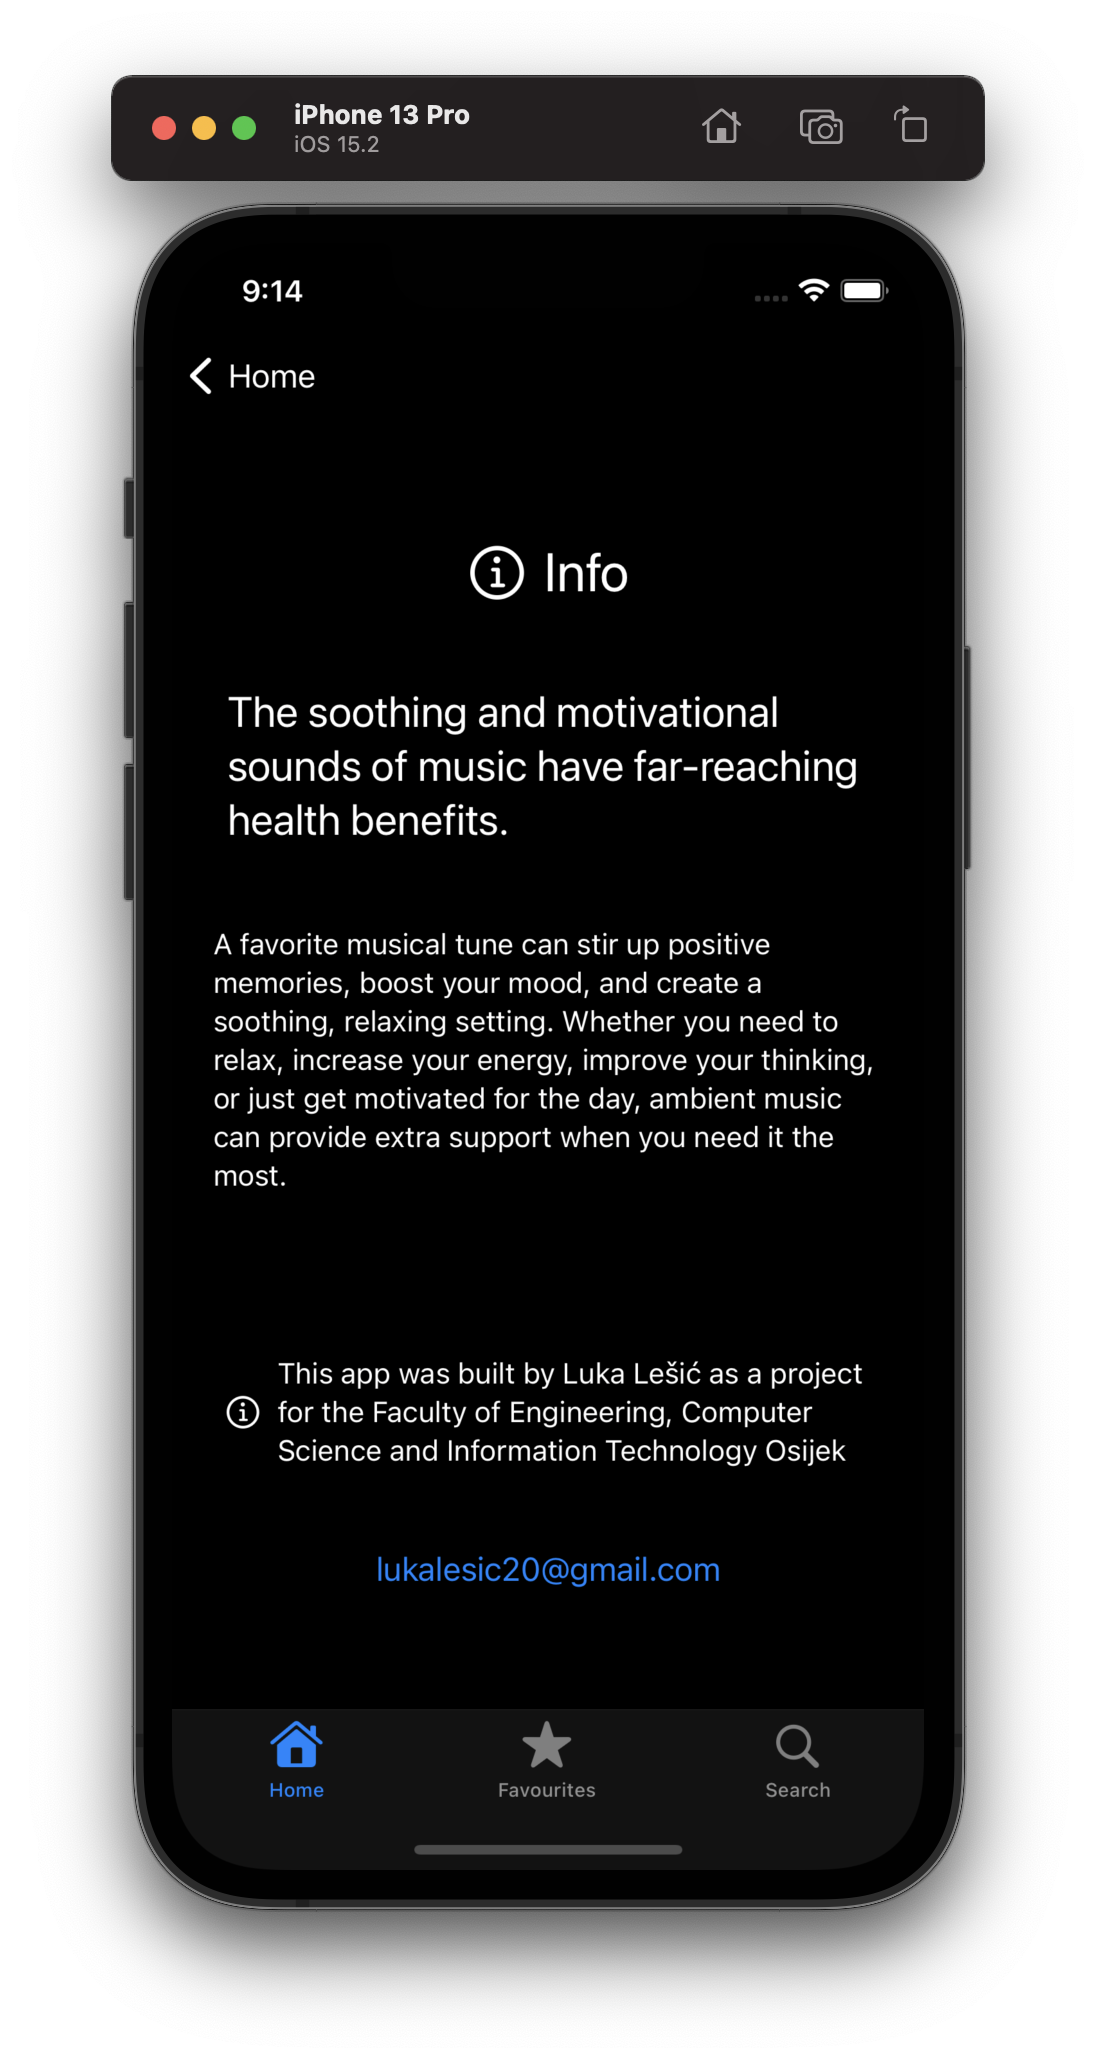 iPhone 13 Pro
iOS 15.2
9:14
Home
Info
The soothing and motivational
sounds of music have far-reaching
health benefits.
A favorite musical tune can stir up positive
memories, boost your mood, and create a
soothing, relaxing setting. Whether you need to
relax, increase your energy, improve your thinking,
or just get motivated for the day, ambient music
can provide extra support when you need it the
most.
This app was built by Luka Lešić as a project
for the Faculty of Engineering, Computer
Science and Information Technology Osijek
lukalesic20@gmail.com
Home
Favourites
Search